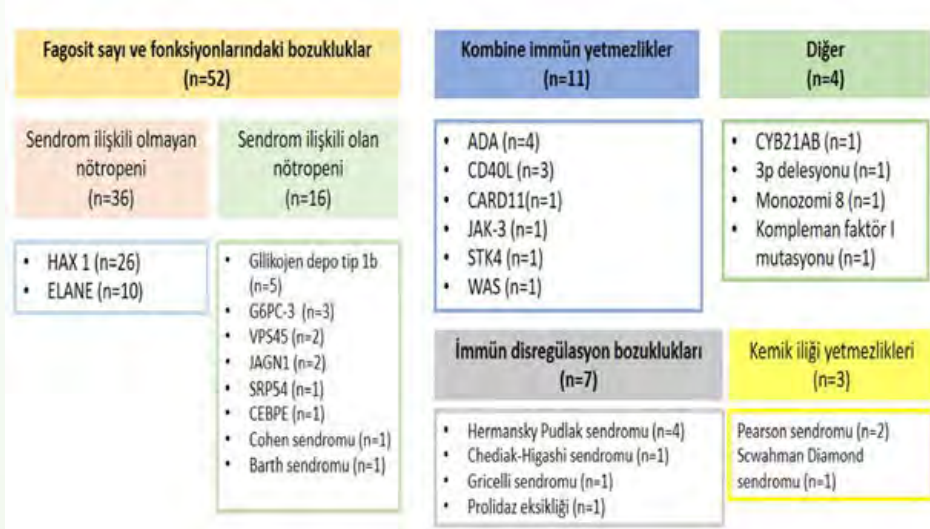 Fagosit sayı ve fonksiyonlarındaki bozukluklar
(n=52)
Sendrom ilişkili olmayan
nötropeni
(n=36)
HAX 1 (n=26)
ELANE (n=10)
Sendrom ilişkili olan
nötropeni
(n=16)
Gllikojen depo tip 1b
(n=5)
G6PC-3 (n=3)
VPS45 (n=2)
JAGN1 (n=2)
SRP54 (n=1)
CEBPE (n=1)
Cohen sendromu (n=1)
Barth sendromu (n=1)
Kombine immün yetmezlikler
(n=11)
ADA (n=4)
CD40L (n=3)
CARD11(n=1)
JAK-3 (n=1)
STK4 (n=1)
WAS (n=1)
Diğer
(n=4)
CYB21AB (n=1)
3p delesyonu (n=1)
Monozomi 8 (n=1)
Kompleman faktör I
mutasyonu (n=1)
İmmün disregülasyon bozuklukları
(n=7)
Hermansky Pudlak sendromu (n=4)
Chediak-Higashi sendromu (n=1)
Gricelli sendromu (n=1)
Prolidaz eksikliği (n=1)
Kemik iliği yetmezlikleri
(n=3)
Pearson sendromu (n=2)
Scwahman Diamond
sendromu (n=1)